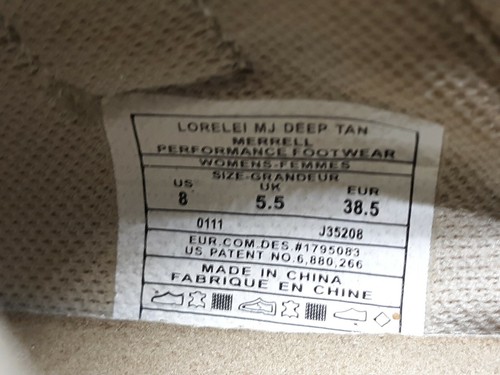 LORELEI MJ DEEP TAN
MERRELL
PERFORMANCE FOOTWEAR
WOMENS-FEMMES
SIZE-GRANDEUR
US UK EUR
8 5.5 38.5
0111 J35208
EUR.COM.DES.#1795083
US PATENT NO.6,880,266
MADE IN CHINA
FABRIQUE EN CHINE